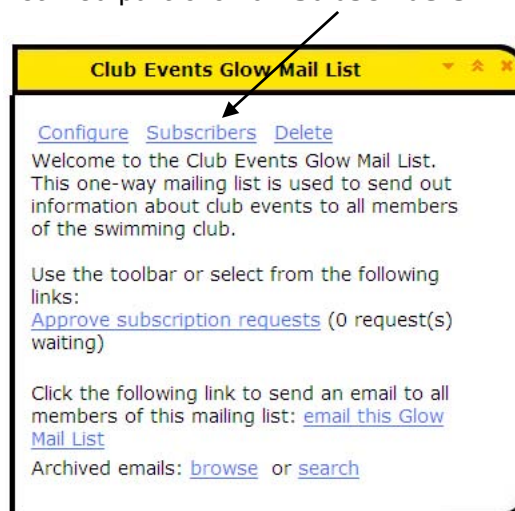 Club Events Glow Mail List
Configure Subscribers Delete
Welcome to the Club Events Glow Mail List.
This one-way mailing list is used to send out
information about club events to all members
of the swimming club.
Use the toolbar or select from the following
links:
Approve subscription requests (0 request(s)
waiting)
Click the following link to send an email to all
members of this mailing list: email this Glow
Mail List
Archived emails: browse or search